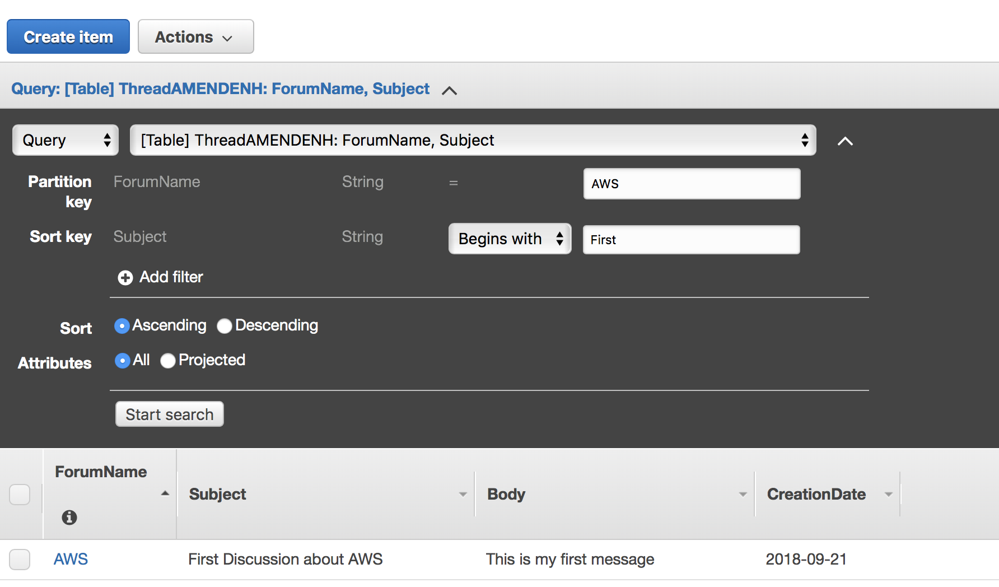 Create item
Actions
Query: [Table] ThreadAMENDENH: ForumName, Subject
Query
[Table] ThreadAMENDENH: ForumName, Subject
Partition key
ForumName
String
=
AWS
Sort key
Subject
String
Begins with
First
Add filter
Sort
Ascending
Descending
Attributes
All
Projected
Start search
ForumName
Subject
Body
CreationDate
AWS
First Discussion about AWS
This is my first message
2018-09-21